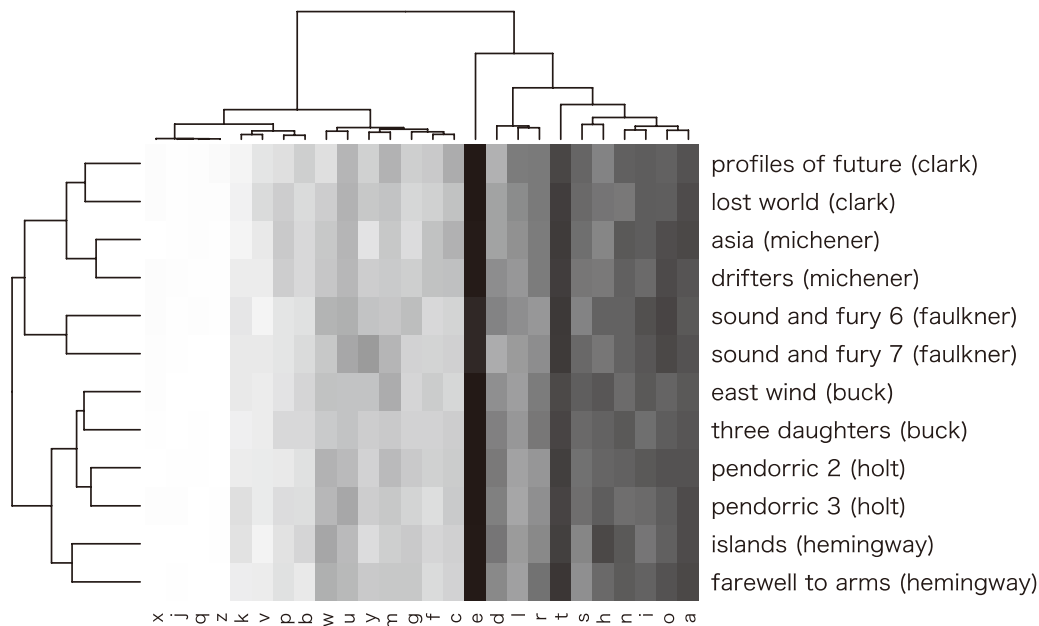 profiles of future (clark)
lost world (clark)
asia (michener)
drifters (michener)
sound and fury 6 (faulkner)
sound and fury 7 (faulkner)
east wind (buck)
three daughters (buck)
pendorric 2 (holt)
pendorric 3 (holt)
islands (hemingway)
farewell to arms (hemingway)
x j q z k v p b w u y m g f c e d l r t s h n i o a